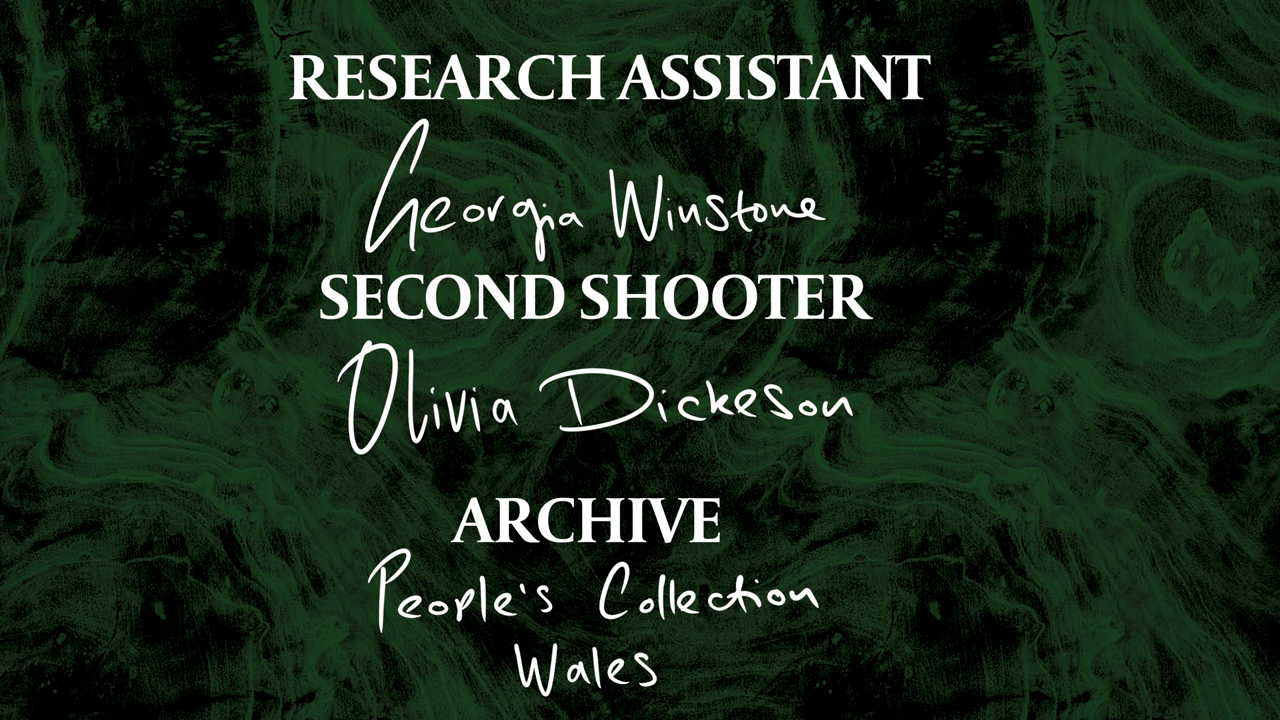 RESEARCH ASSISTANT
Georgia Winstone
SECOND SHOOTER
Olivia Dickeson
ARCHIVE
People's Collection
Wales